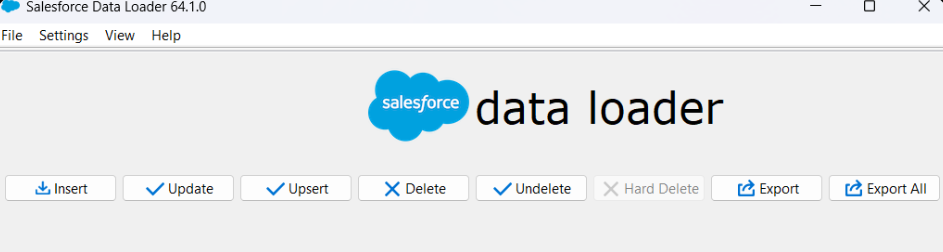 Salesforce Data Loader 64.1.0
File Settings View Help
salesforce data loader
Insert Update Upsert Delete Undelete Hard Delete Export Export All